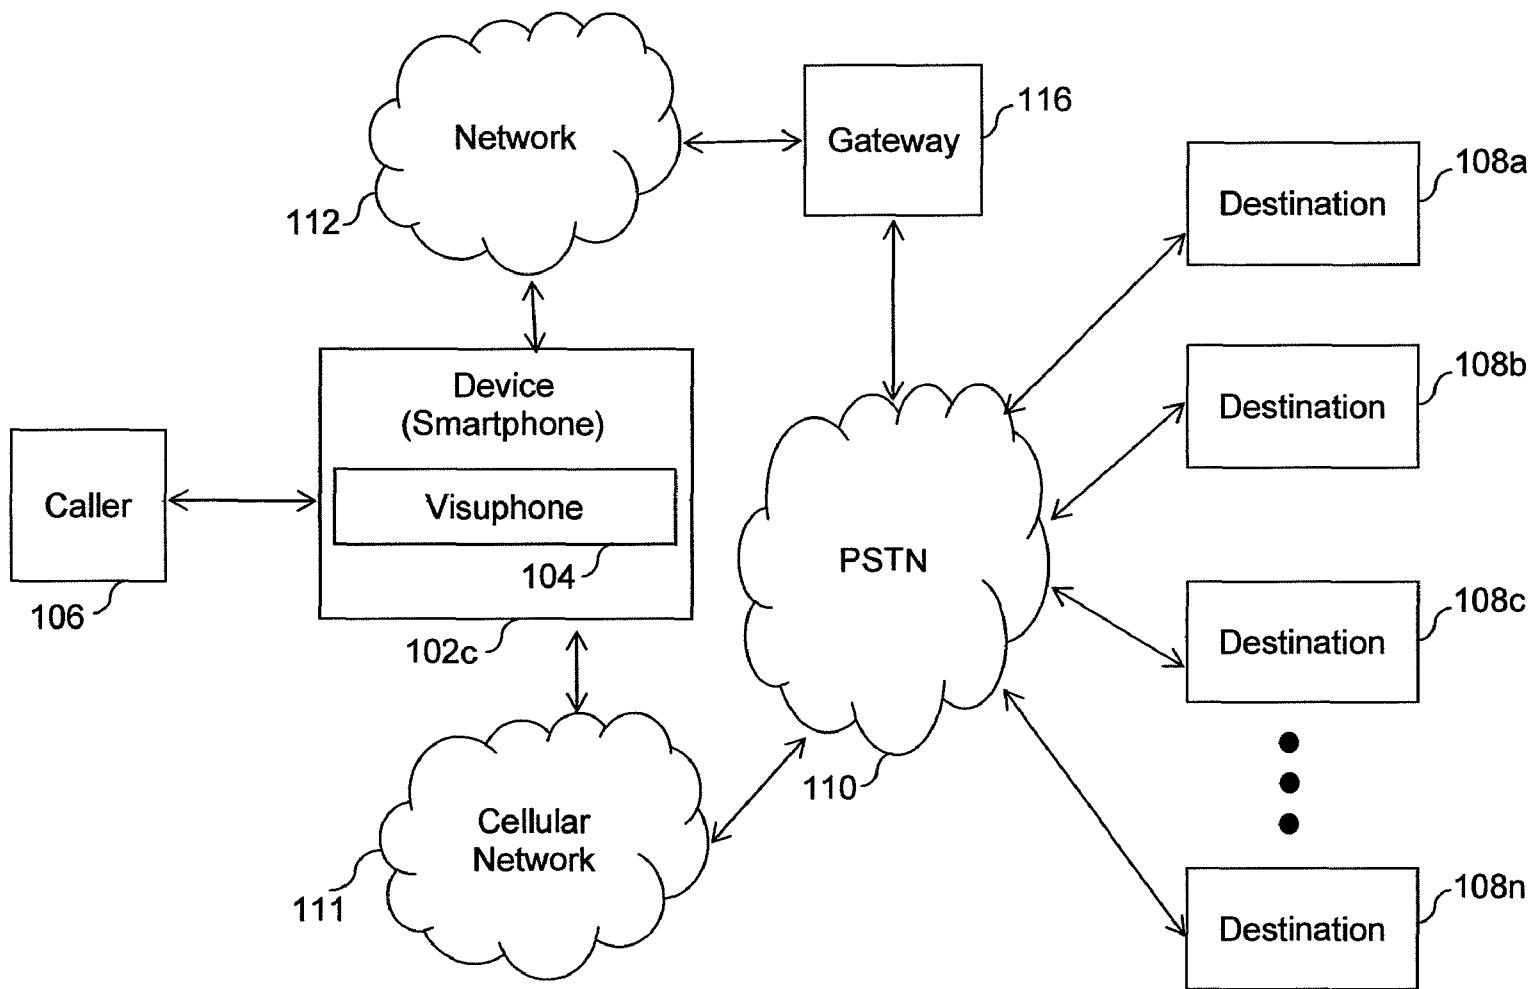 Network
112
Gateway
116
Destination
108a
Device
(Smartphone)
Visuphone
104
102c
Caller
106
PSTN
110
Destination
108b
Destination
108c
Cellular
Network
111
Destination
108n